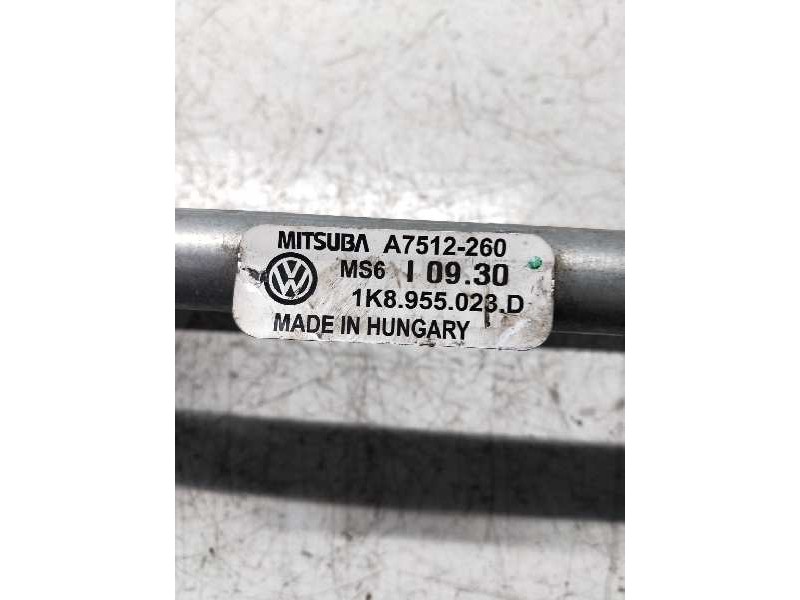 MITSUBA A7512-260
MS6 I 09.30
1K8.955.023.D
MADE IN HUNGARY